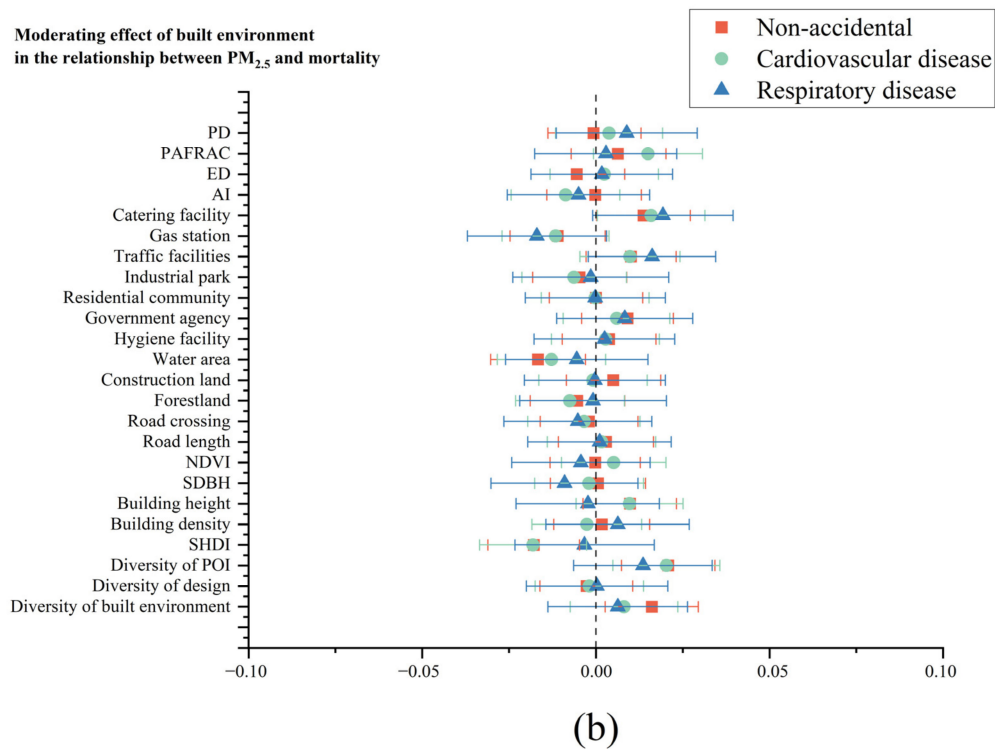 Moderating effect of built environment
in the relationship between PM2.5 and mortality
Non-accidental
Cardiovascular disease
Respiratory disease
PD
PAFRAC
ED
AI
Catering facility
Gas station
Traffic facilities
Industrial park
Residential community
Government agency
Hygiene facility
Water area
Construction land
Forestland
Road crossing
Road length
NDVI
SDBH
Building height
Building density
SHDI
Diversity of POI
Diversity of design
Diversity of built environment
−0.10 −0.05 0.00 0.05 0.10
(b)